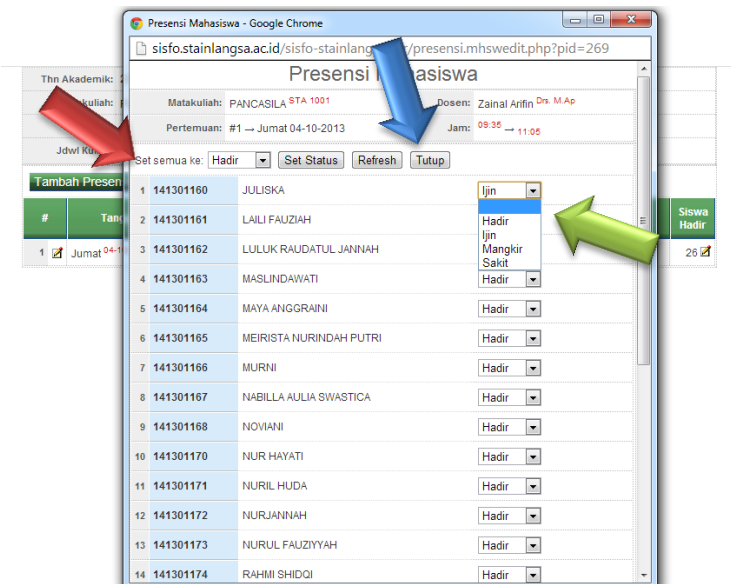 Presensi Mahasiswa - Google Chrome
sisfo.stainlangsa.ac.id/sisfo-stainlang /presensi.mhswedit.php?pid=269
Thn Akademik:
Presensi Mahasiswa
Matakuliah: PANCASILA STA 1001 Dosen: Zainal Arifin Drs. M.Ap
Pertemuan: #1 → Jumat 04-10-2013 Jam: 09:35 → 11:05
Set semua ke: Hadir Set Status Refresh Tutup
Tambah Presen
# Tang Siswa Hadir
1 Jumat 26
1 141301160 JULISKA Ijin
Hadir
Ijin
Mangkir
Sakit
2 141301161 LAILI FAUZIAH
3 141301162 LULUK RAUDATUL JANNAH
4 141301163 MASLINDAWATI Hadir
5 141301164 MAYA ANGGRAINI Hadir
6 141301165 MEIRISTA NURINDAH PUTRI Hadir
7 141301166 MURNI Hadir
8 141301167 NABILLA AULIA SWASTICA Hadir
9 141301168 NOVIANI Hadir
10 141301170 NUR HAYATI Hadir
11 141301171 NURIL HUDA Hadir
12 141301172 NURJANNAH Hadir
13 141301173 NURUL FAUZIYYAH Hadir
14 141301174 RAHMI SHIDQI Hadir